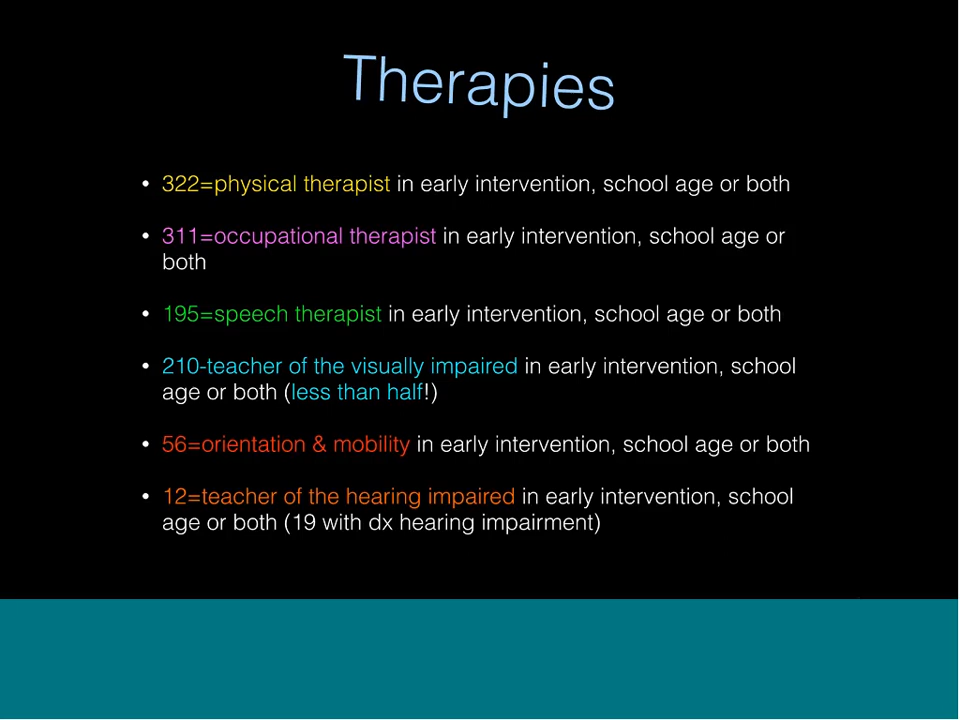 Therapies
• 322=physical therapist in early intervention, school age or both
• 311=occupational therapist in early intervention, school age or
both
• 195=speech therapist in early intervention, school age or both
• 210-teacher of the visually impaired in early intervention, school
age or both (less than half!)
• 56=orientation & mobility in early intervention, school age or both
• 12=teacher of the hearing impaired in early intervention, school
age or both (19 with dx hearing impairment)